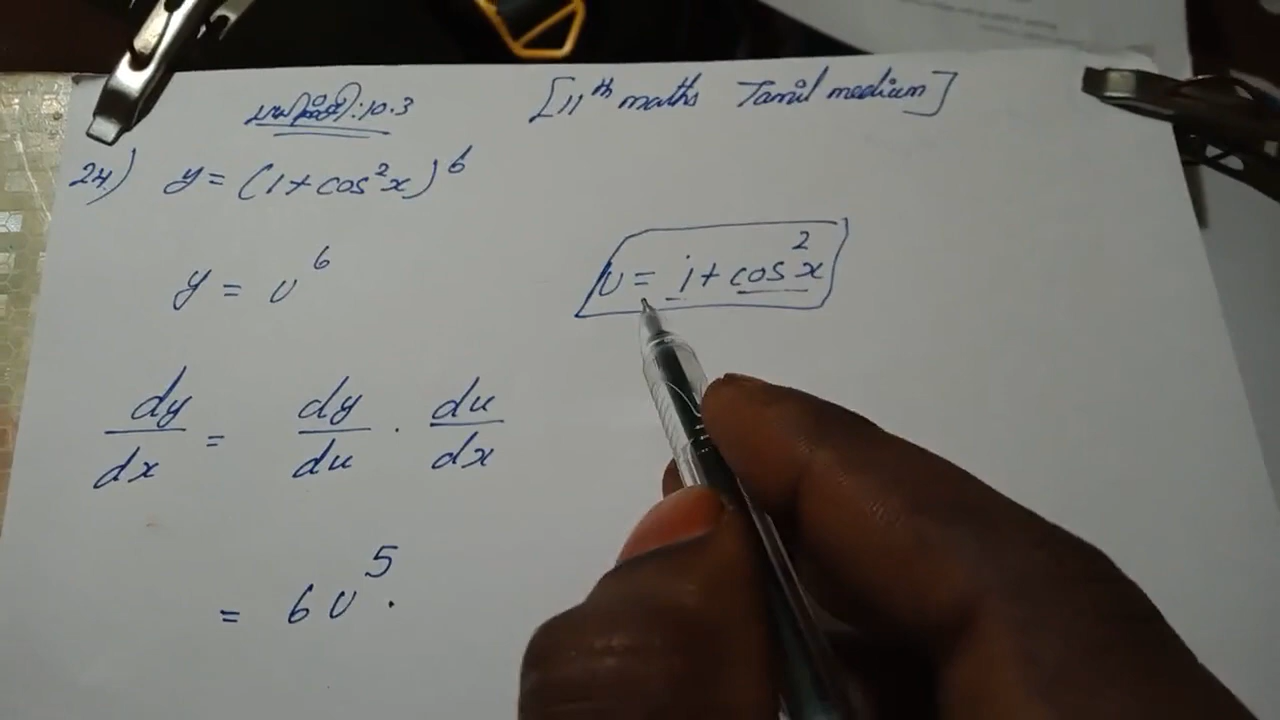 பயிற்சி : 10.3 [11th maths Tamil medium]
24) y = (1 + cos²x)⁶
y = u⁶
u = 1 + cos²x
dy/dx = dy/du . du/dx
= 6u⁵ .